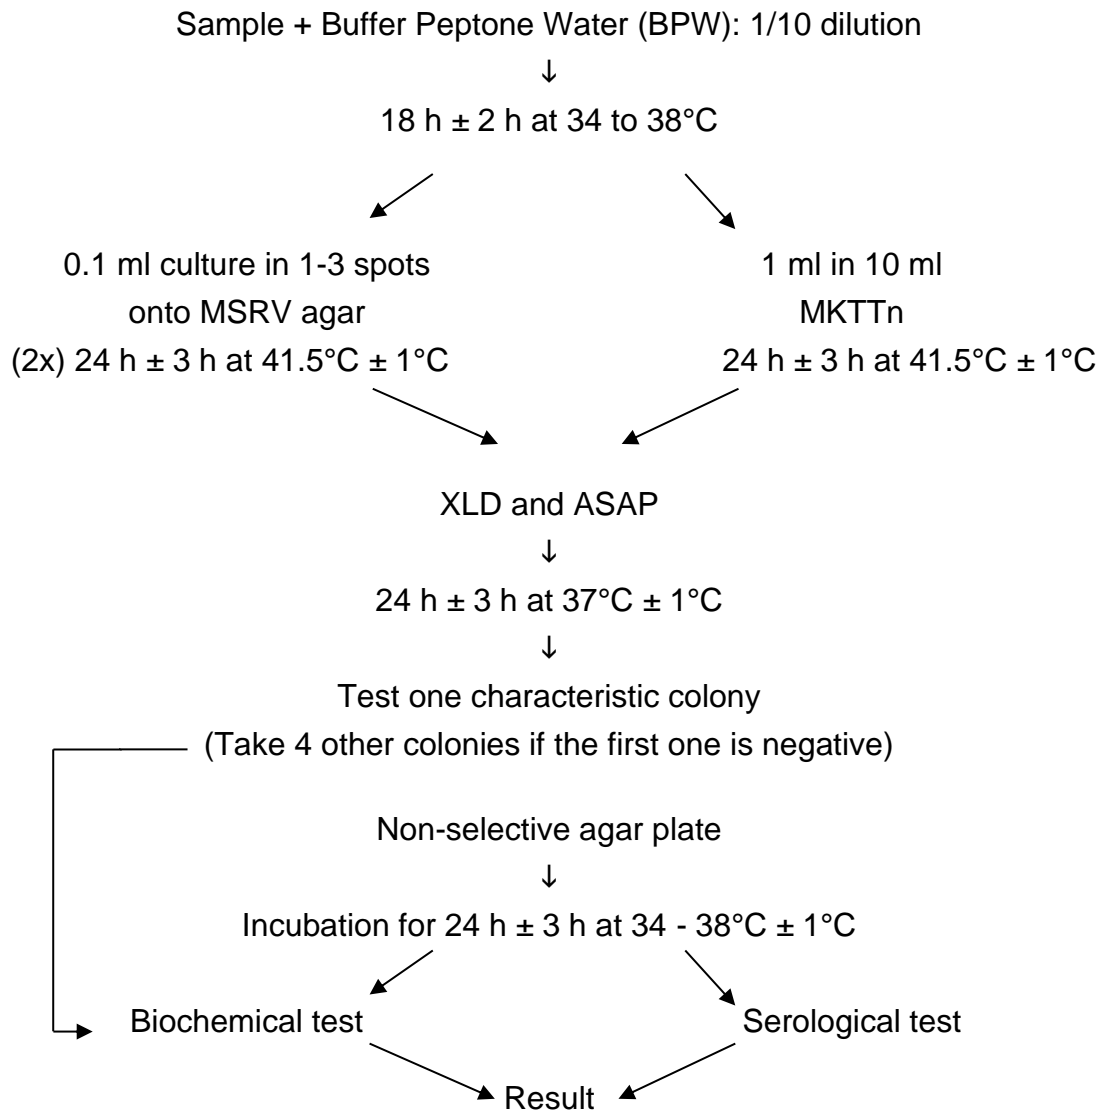 Sample + Buffer Peptone Water (BPW): 1/10 dilution
↓
18 h ± 2 h at 34 to 38°C
0.1 ml culture in 1-3 spots
onto MSRV agar
(2x) 24 h ± 3 h at 41.5°C ± 1°C
1 ml in 10 ml
MKTTn
24 h ± 3 h at 41.5°C ± 1°C
XLD and ASAP
↓
24 h ± 3 h at 37°C ± 1°C
↓
Test one characteristic colony
(Take 4 other colonies if the first one is negative)
Non-selective agar plate
↓
Incubation for 24 h ± 3 h at 34 - 38°C ± 1°C
Biochemical test
Serological test
Result